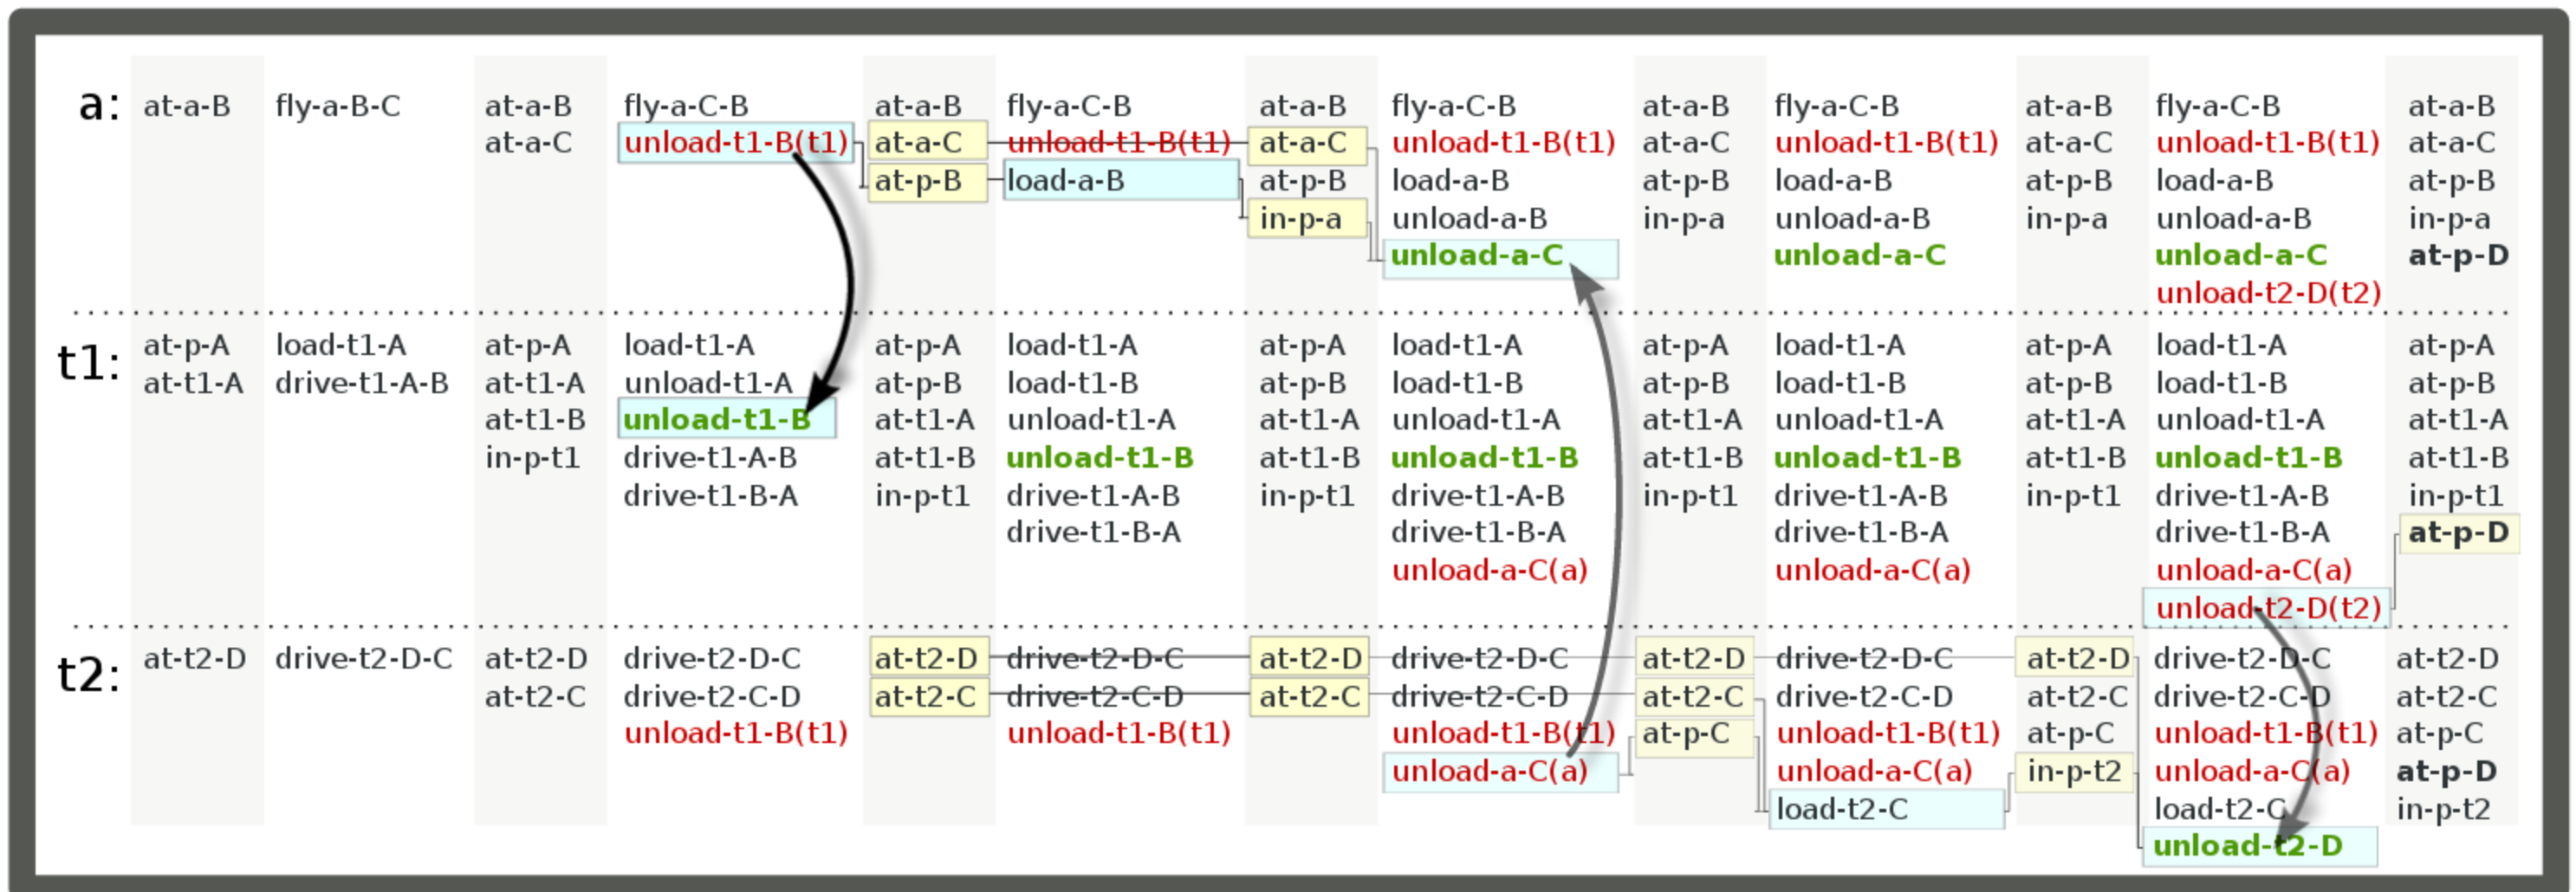 a: at-a-B fly-a-B-C at-a-B fly-a-C-B at-a-B fly-a-C-B at-a-B fly-a-C-B at-a-B fly-a-C-B at-a-B fly-a-C-B at-a-B
at-a-C unload-t1-B(t1) at-a-C unload-t1-B(t1) at-a-C unload-t1-B(t1) at-a-C unload-t1-B(t1) at-a-C unload-t1-B(t1) at-a-C
at-p-B load-a-B at-p-B load-a-B at-p-B load-a-B at-p-B load-a-B at-p-B
in-p-a unload-a-B in-p-a unload-a-B in-p-a unload-a-B in-p-a
unload-a-C unload-a-C unload-a-C at-p-D
unload-t2-D(t2)
t1: at-p-A load-t1-A at-p-A load-t1-A at-p-A load-t1-A at-p-A load-t1-A at-p-A load-t1-A at-p-A load-t1-A at-p-A
at-t1-A drive-t1-A-B at-t1-A unload-t1-A at-p-B load-t1-B at-p-B load-t1-B at-p-B load-t1-B at-p-B load-t1-B at-p-B
at-t1-B unload-t1-B at-t1-A unload-t1-A at-t1-A unload-t1-A at-t1-A unload-t1-A at-t1-A unload-t1-A at-t1-A
in-p-t1 drive-t1-A-B at-t1-B unload-t1-B at-t1-B unload-t1-B at-t1-B unload-t1-B at-t1-B unload-t1-B at-t1-B
drive-t1-B-A in-p-t1 drive-t1-A-B in-p-t1 drive-t1-A-B in-p-t1 drive-t1-A-B in-p-t1 drive-t1-A-B in-p-t1
drive-t1-B-A drive-t1-B-A drive-t1-B-A drive-t1-B-A at-p-D
unload-a-C(a) unload-a-C(a) unload-a-C(a)
unload-t2-D(t2)
t2: at-t2-D drive-t2-D-C at-t2-D drive-t2-D-C at-t2-D drive-t2-D-C at-t2-D drive-t2-D-C at-t2-D drive-t2-D-C at-t2-D drive-t2-D-C at-t2-D
at-t2-C drive-t2-C-D at-t2-C drive-t2-C-D at-t2-C drive-t2-C-D at-t2-C drive-t2-C-D at-t2-C drive-t2-C-D at-t2-C
unload-t1-B(t1) unload-t1-B(t1) unload-t1-B(t1) at-p-C unload-t1-B(t1) at-p-C unload-t1-B(t1) at-p-C
unload-a-C(a) unload-a-C(a) in-p-t2 unload-a-C(a) at-p-D
load-t2-C load-t2-C in-p-t2
unload-t2-D